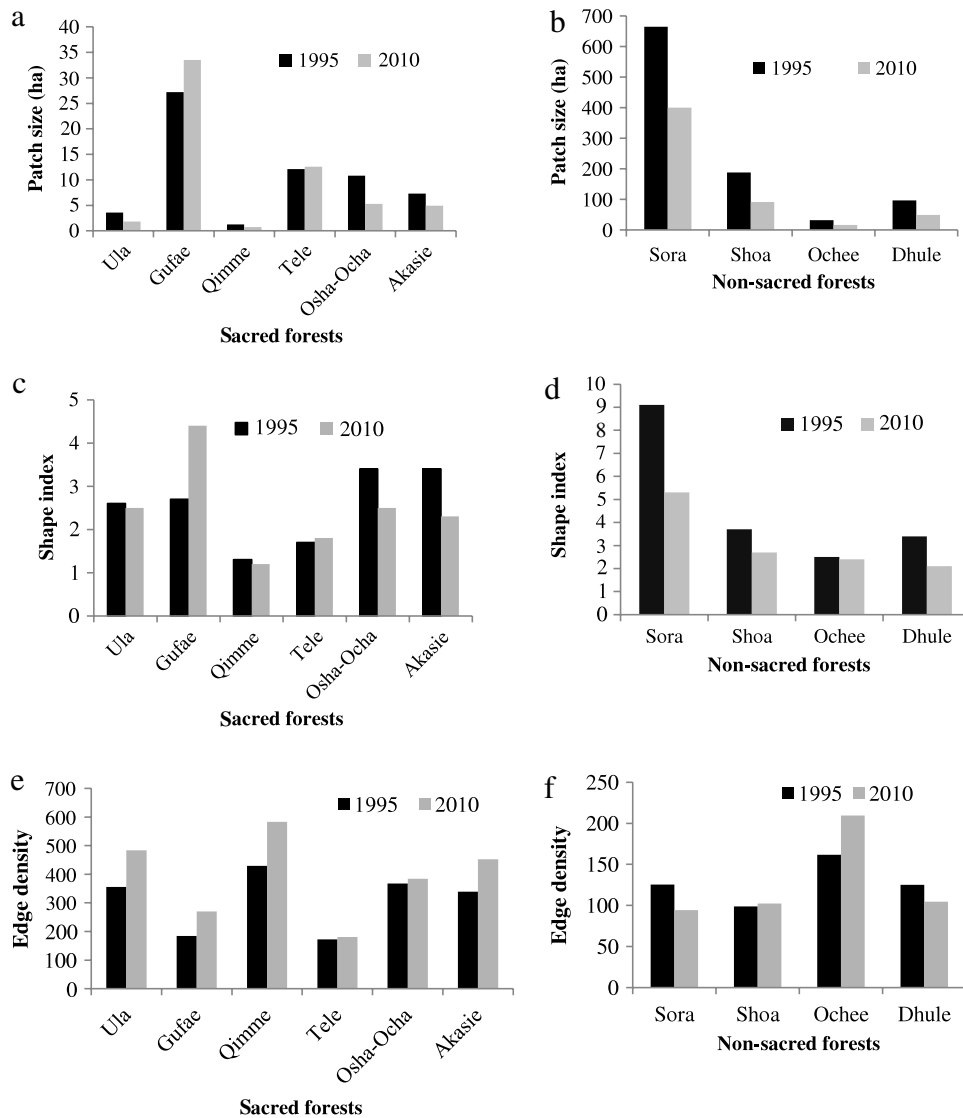 a
40
35
30
25
20
15
10
5
0
Patch size (ha)
1995 2010
Ula Gufae Qimme Tele Osha-Ocha Akasie
Sacred forests
b
700
600
500
400
300
200
100
0
Patch size (ha)
1995 2010
Sora Shoa Ochee Dhule
Non-sacred forests
c
5
4
3
2
1
0
Shape index
1995 2010
Ula Gufae Qimme Tele Osha-Ocha Akasie
Sacred forests
d
10
9
8
7
6
5
4
3
2
1
0
Shape index
1995 2010
Sora Shoa Ochee Dhule
Non-sacred forests
e
700
600
500
400
300
200
100
0
Edge density
1995 2010
Ula Gufae Qimme Tele Osha-Ocha Akasie
Sacred forests
f
250
200
150
100
50
0
Edge density
1995 2010
Sora Shoa Ochee Dhule
Non-sacred forests